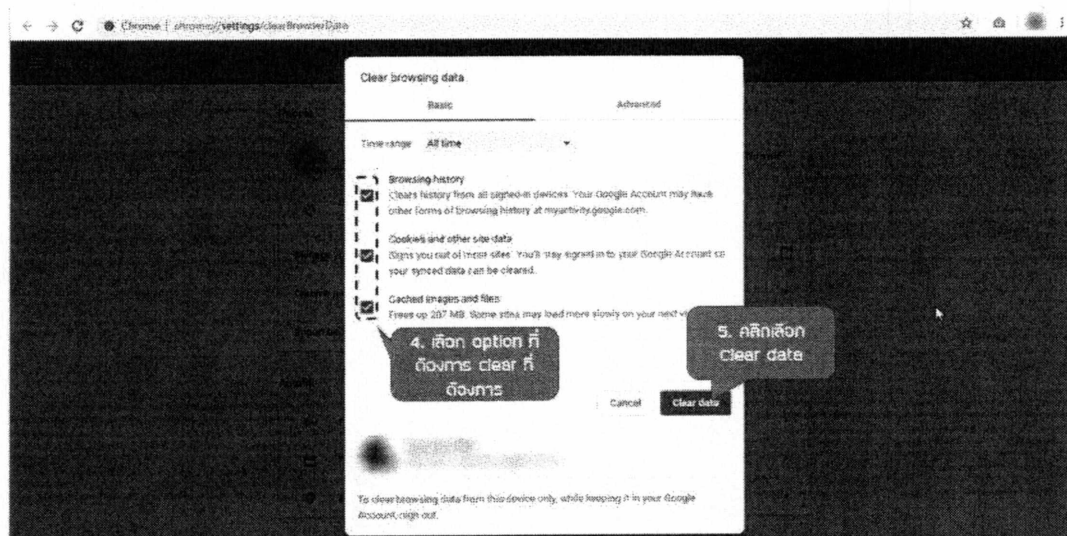 Chrome | chrome://settings/clearBrowserData
Clear browsing data
Basic Advanced
Time range All time
Browsing history
Clears history from all signed-in devices. Your Google Account may have
other forms of browsing history at myactivity.google.com.
Cookies and other site data
Signs you out of most sites. You'll stay signed in to your Google Account so
your synced data can be cleared.
Cached images and files
Frees up 207 MB. Some sites may load more slowly on your next
4. เลือก option ที่
ต้องการ clear ที่
ต้องการ
5. คลิกเลือก
Clear data
Cancel Clear data
To clear browsing data from this device only, while keeping it in your Google
Account, sign out.